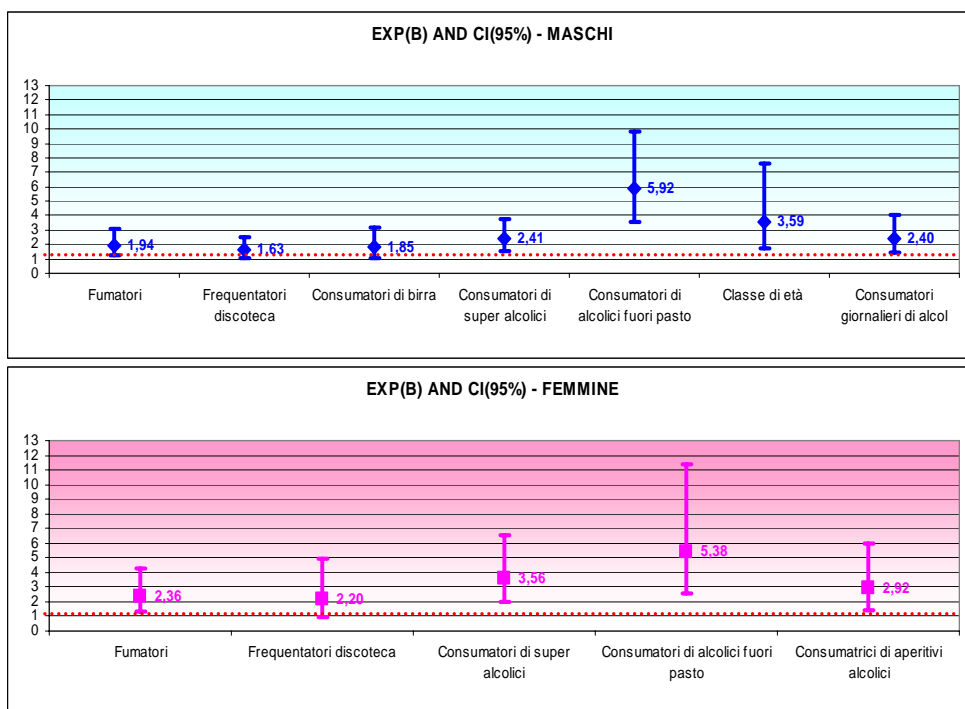 EXP(B) AND CI(95%) - MASCHI
13
12
11
10
9
8
7
6
5
4
3
2
1
0
1,94
1,63
1,85
2,41
5,92
3,59
2,40
Fumatori
Frequentatori
discoteca
Consumatori di birra
Consumatori di
super alcolici
Consumatori di
alcolici fuori pasto
Classe di età
Consumatori
giornalieri di alcol
EXP(B) AND CI(95%) - FEMMINE
13
12
11
10
9
8
7
6
5
4
3
2
1
0
2,36
2,20
3,56
5,38
2,92
Fumatori
Frequentatori discoteca
Consumatori di super
alcolici
Consumatori di alcolici fuori
pasto
Consumatrici di aperitivi
alcolici